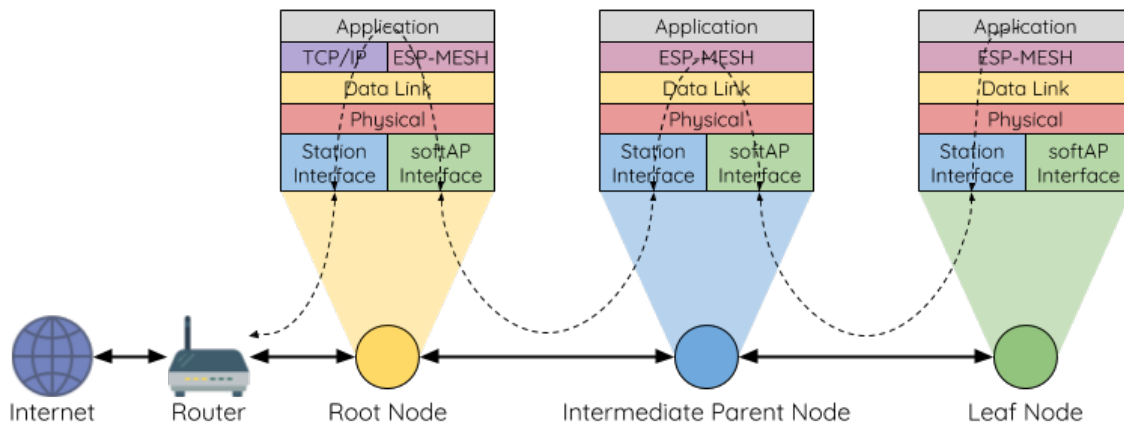 Application
TCP/IP ESP-MESH
Data Link
Physical
Station Interface
softAP Interface
Application
ESP-MESH
Data Link
Physical
Station Interface
softAP Interface
Application
ESP-MESH
Data Link
Physical
Station Interface
softAP Interface
Internet
Router
Root Node
Intermediate Parent Node
Leaf Node